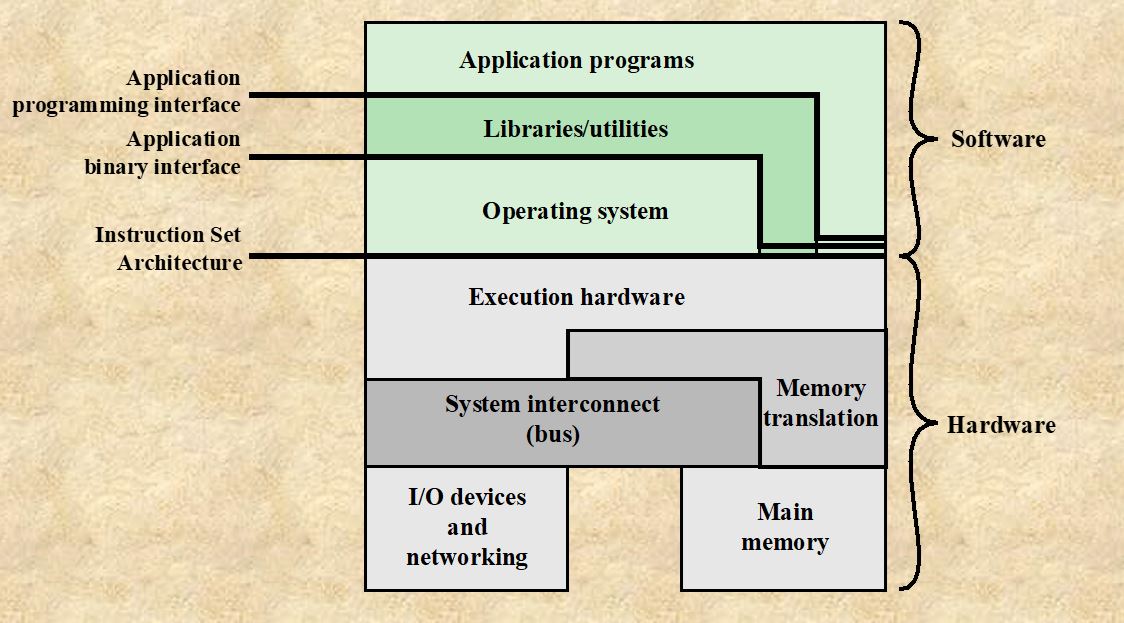 Application programs
Application
programming interface
Libraries/utilities
Application
binary interface
Software
Operating system
Instruction Set
Architecture
Execution hardware
Memory
translation
System interconnect
(bus)
Hardware
I/O devices
and
networking
Main
memory